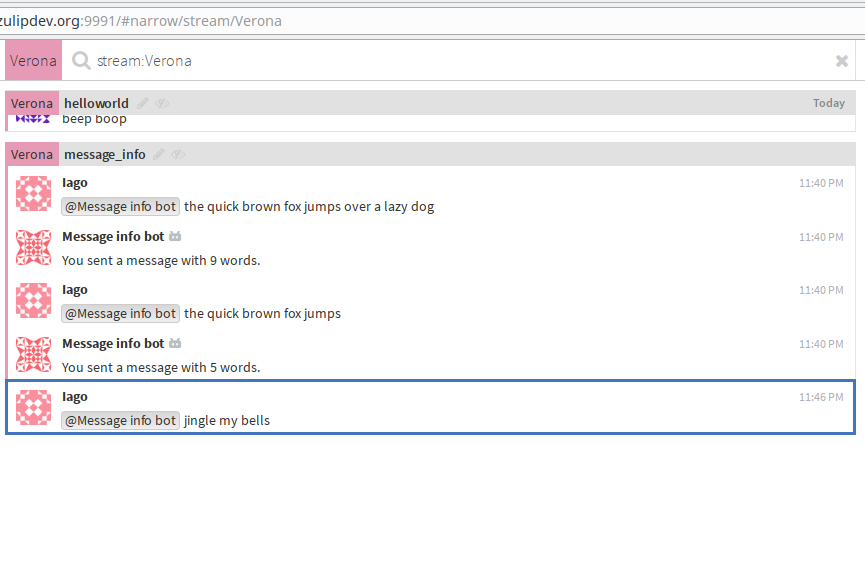 zulipdev.org:9991/#narrow/stream/Verona
Verona stream:Verona
Verona helloworld Today
beep boop
Verona message_info
Iago 11:40 PM
@Message info bot the quick brown fox jumps over a lazy dog
Message info bot 11:40 PM
You sent a message with 9 words.
Iago 11:40 PM
@Message info bot the quick brown fox jumps
Message info bot 11:40 PM
You sent a message with 5 words.
Iago 11:46 PM
@Message info bot jingle my bells